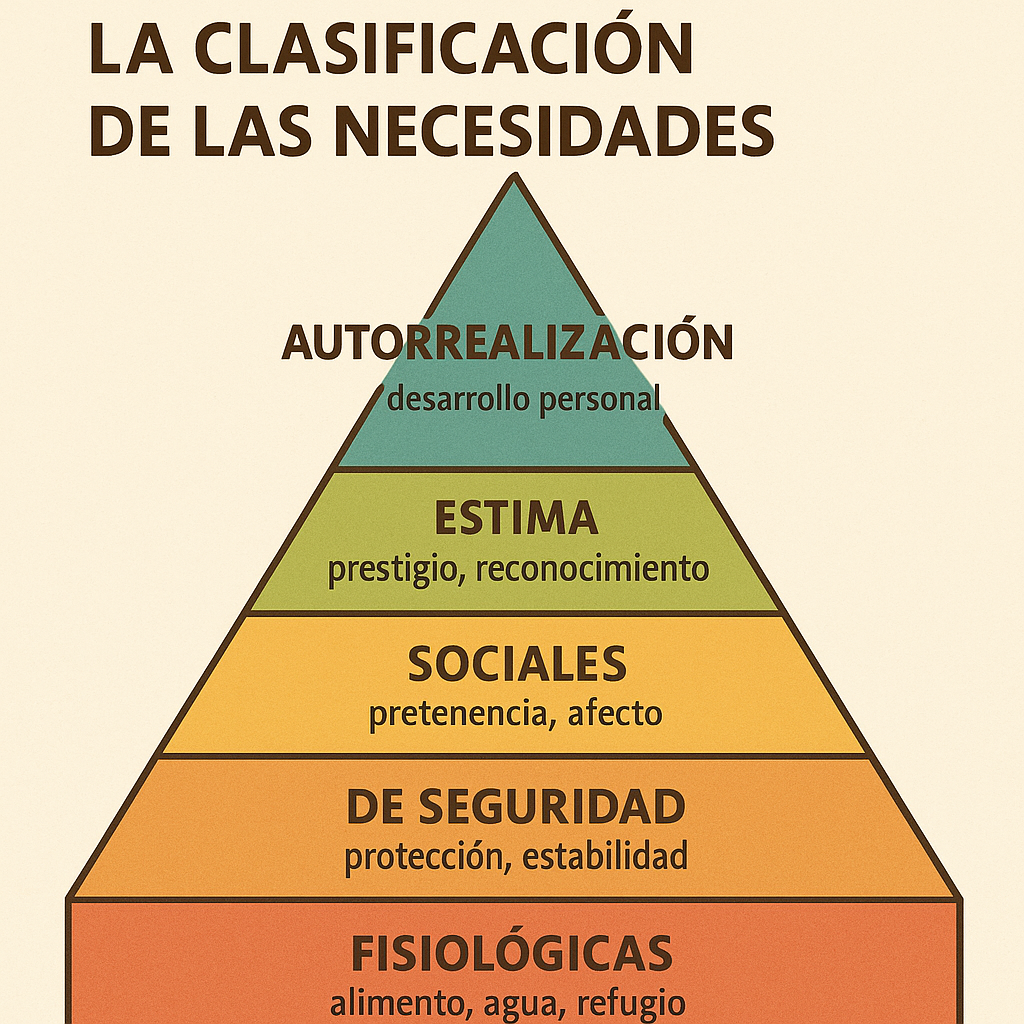 LA CLASIFICACIÓN
DE LAS NECESIDADES
AUTORREALIZACIÓN
desarrollo personal
ESTIMA
prestigio, reconocimiento
SOCIALES
pretenencia, afecto
DE SEGURIDAD
protección, estabilidad
FISIOLÓGICAS
alimento, agua, refugio